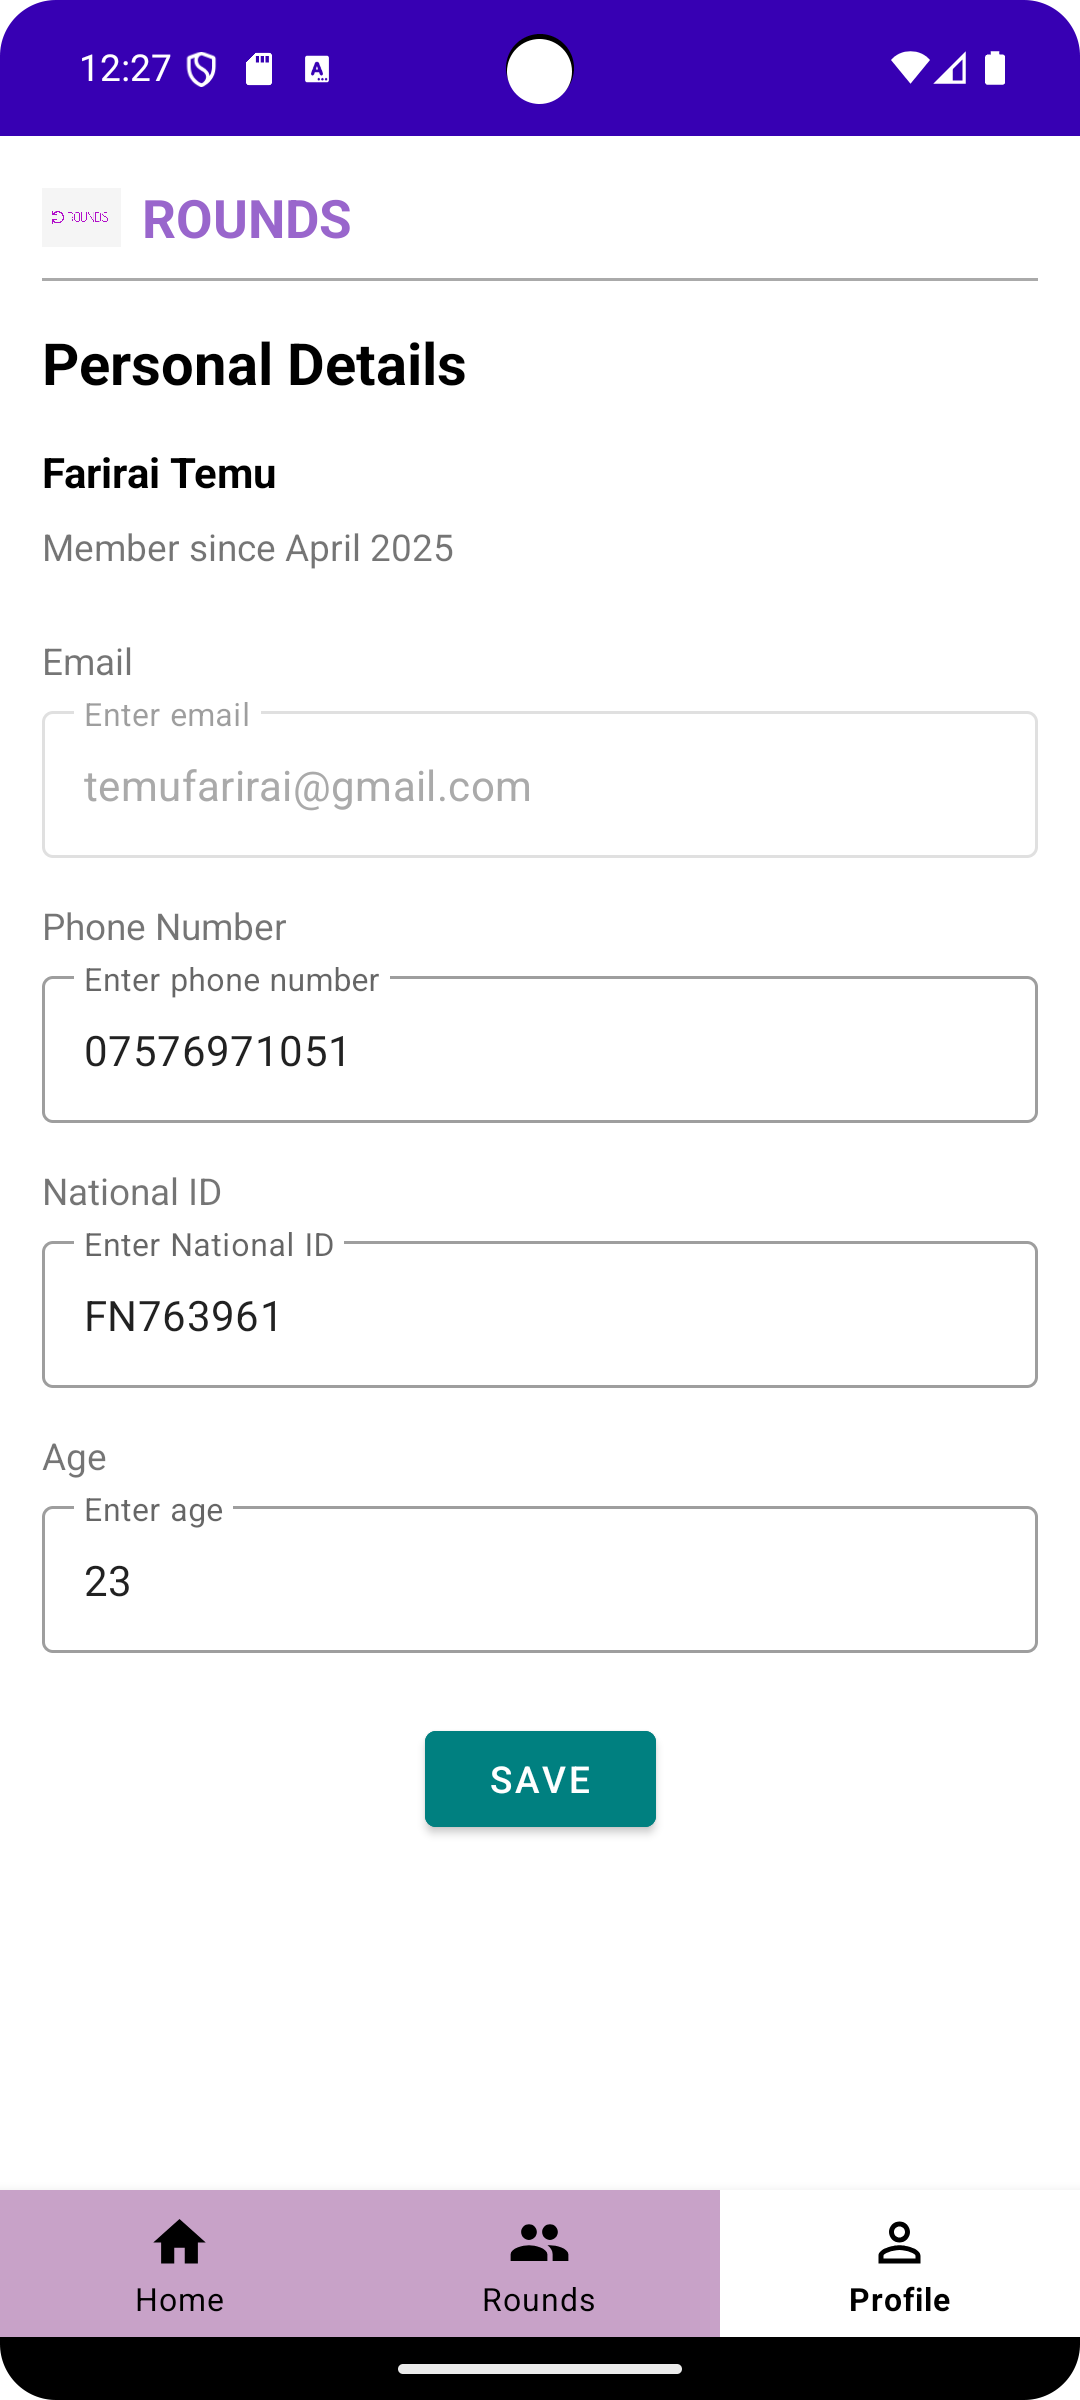 12:27
ROUNDS
ROUNDS
Personal Details
Farirai Temu
Member since April 2025
Email
Enter email
temufarirai@gmail.com
Phone Number
Enter phone number
07576971051
National ID
Enter National ID
FN763961
Age
Enter age
23
SAVE
Home
Rounds
Profile